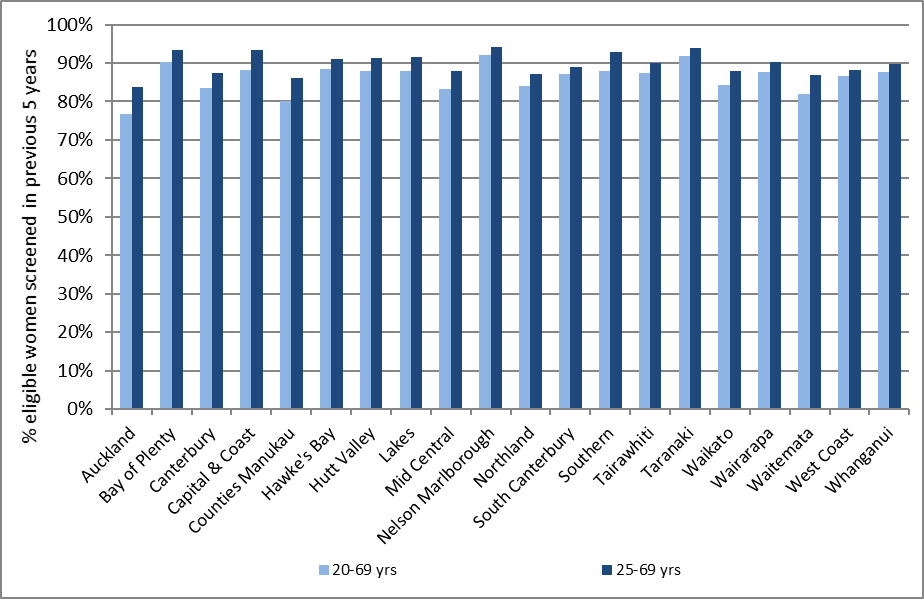 % eligible women screened in previous 5 years
100%
90%
80%
70%
60%
50%
40%
30%
20%
10%
0%
Auckland
Bay of Plenty
Canterbury
Capital & Coast
Counties Manukau
Hawke's Bay
Hutt Valley
Lakes
Mid Central
Nelson Marlborough
Northland
South Canterbury
Southern
Tairawhiti
Taranaki
Waikato
Wairarapa
Waitemata
West Coast
Whanganui
20-69 yrs
25-69 yrs